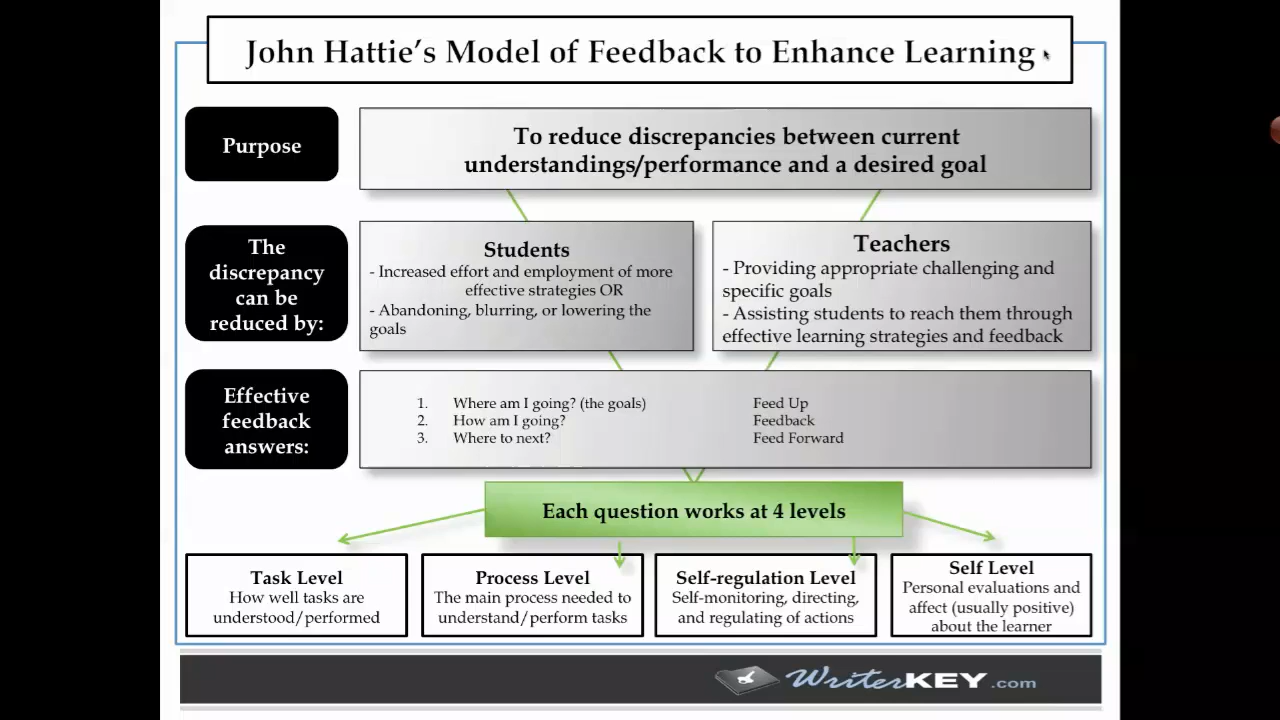 John Hattie's Model of Feedback to Enhance Learning
Purpose
To reduce discrepancies between current
understandings/performance and a desired goal
The
discrepancy
can be
reduced by:
Students
- Increased effort and employment of more
effective strategies OR
- Abandoning, blurring, or lowering the
goals
Teachers
- Providing appropriate challenging and
specific goals
- Assisting students to reach them through
effective learning strategies and feedback
Effective
feedback
answers:
1. Where am I going? (the goals) Feed Up
2. How am I going? Feedback
3. Where to next? Feed Forward
Each question works at 4 levels
Task Level
How well tasks are
understood/performed
Process Level
The main process needed to
understand/perform tasks
Self-regulation Level
Self-monitoring, directing,
and regulating of actions
Self Level
Personal evaluations and
affect (usually positive)
about the learner
WriterKEY.com